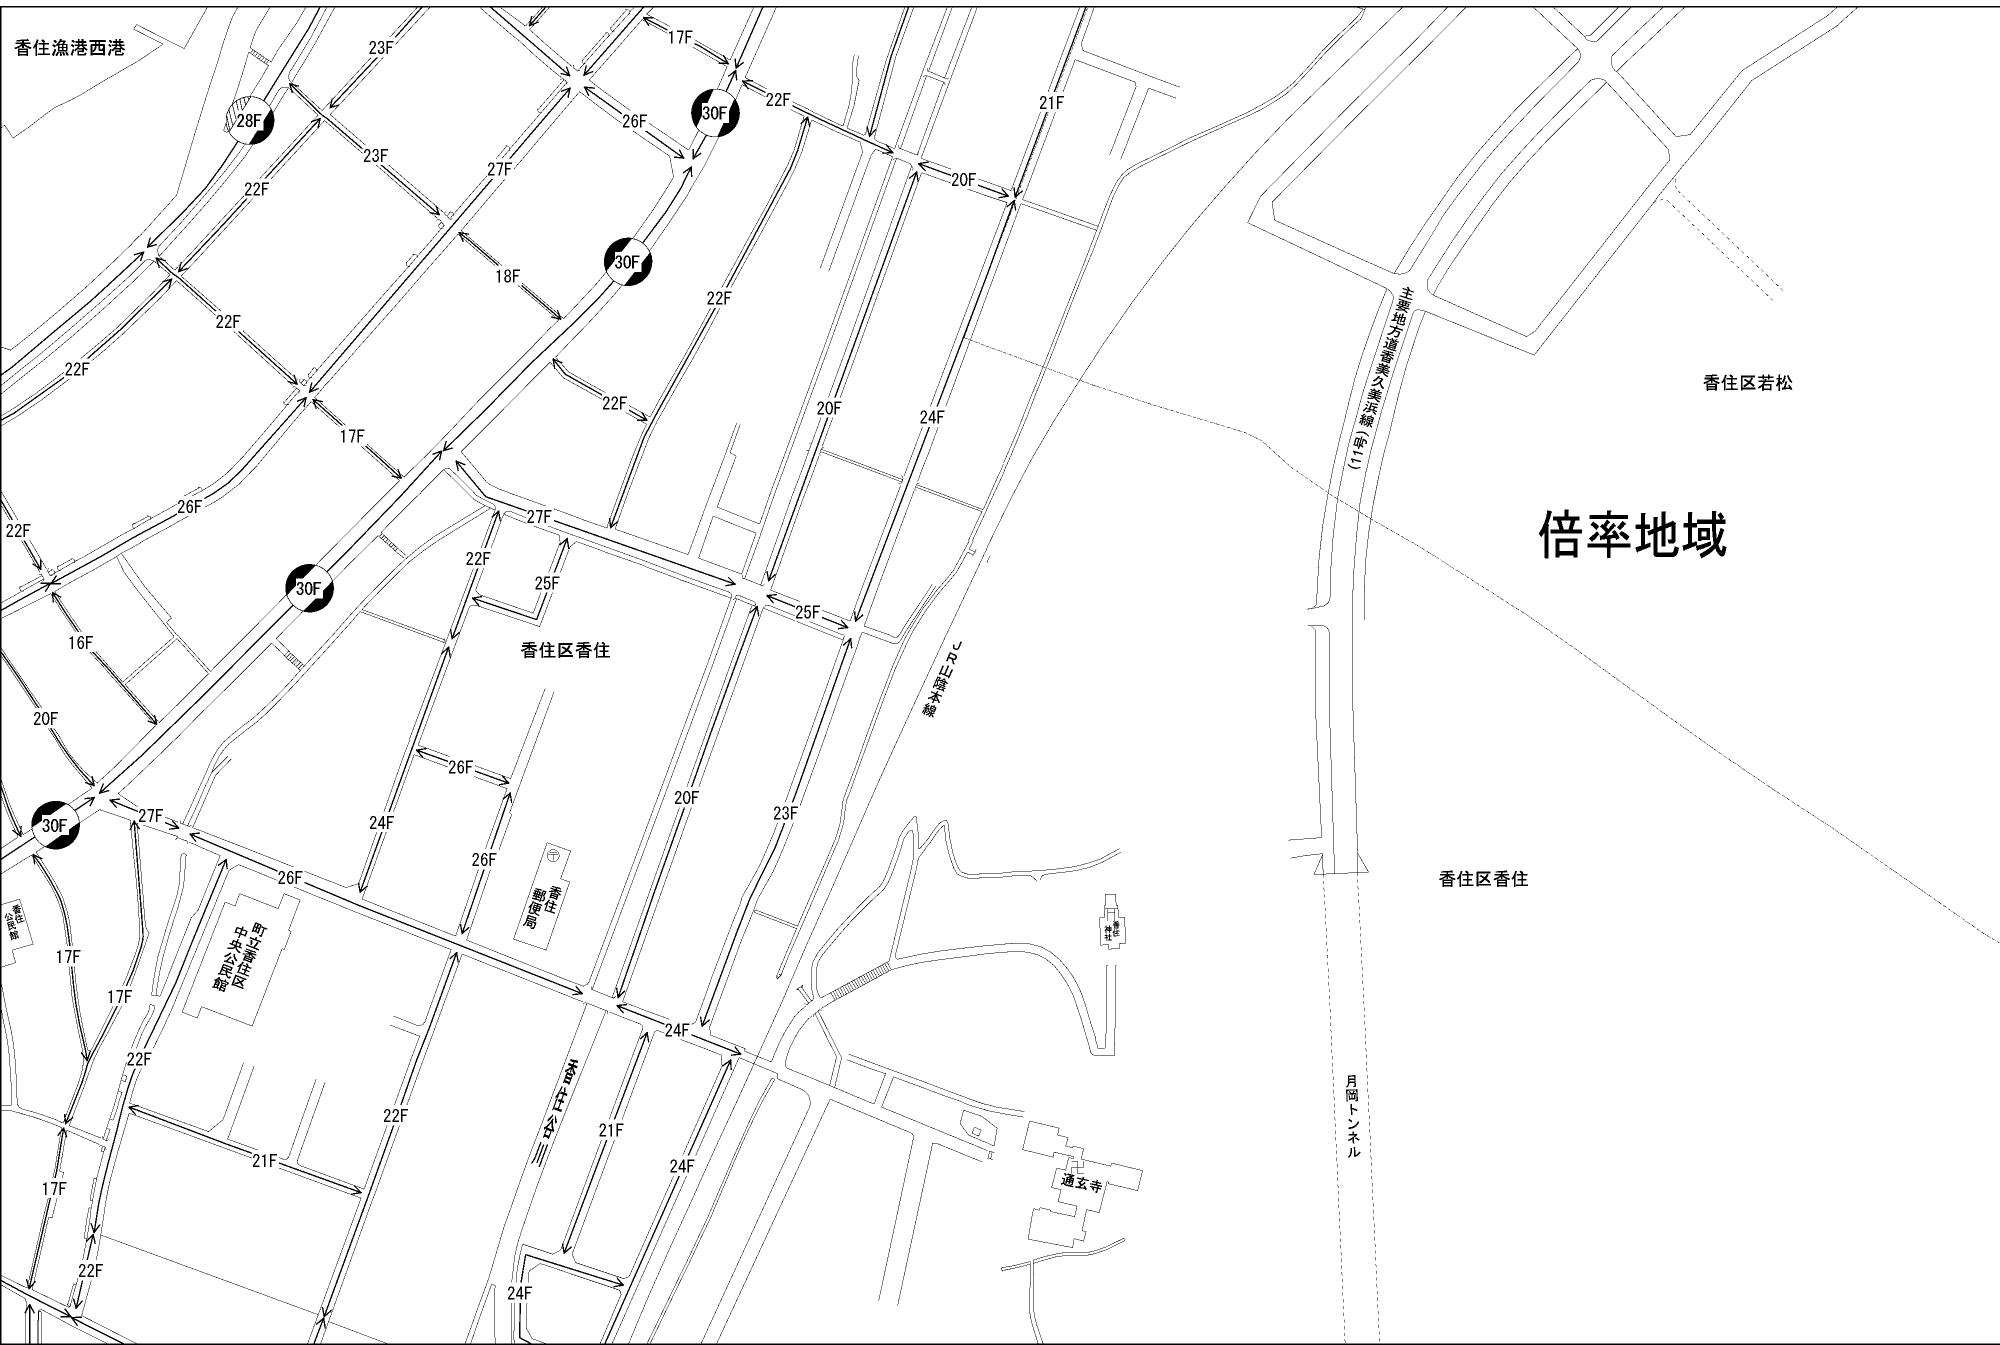 香住漁港西港
23F
17F
28F
30F
22F
21F
26F
23F
27F
20F
22F
30F
18F
22F
22F
主要地方道香美久美浜線(11号)
22F
香住区若松
22F
20F
24F
17F
26F
27F
倍率地域
22F
22F
25F
30F
25F
16F
香住区香住
JR山陰本線
20F
26F
20F
27F
24F
23F
30F
26F
26F
香住区香住
香住
郵便局
香住
公民館
町立香住区
中央公民館
香住
神社
17F
17F
24F
22F
香住谷川
22F
21F
月岡トンネル
21F
24F
17F
通玄寺
22F
24F